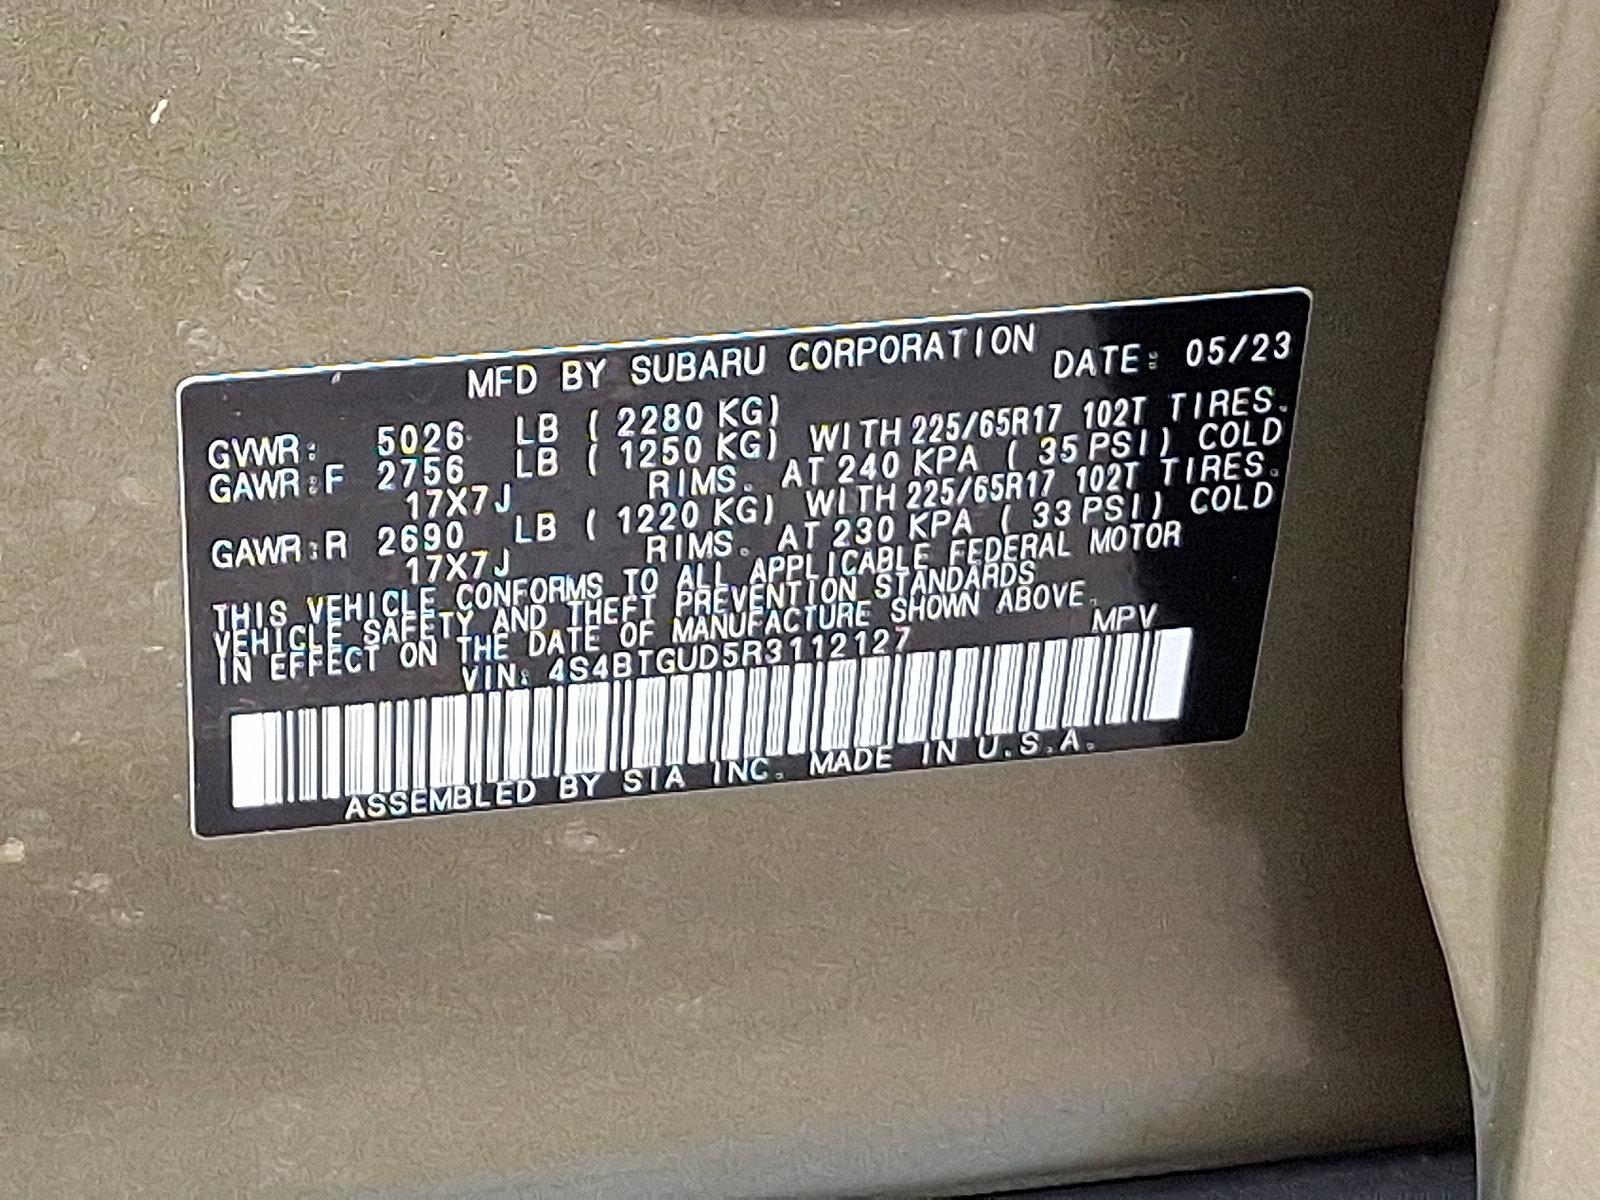 MFD BY SUBARU CORPORATION
DATE: 05/23
GVWR: 5026 LB ( 2280 KG)
GAWR:F 2756 LB ( 1250 KG) WITH 225/65R17 102T TIRES.
17X7J RIMS. AT 240 KPA ( 35 PSI) COLD
GAWR:R 2690 LB ( 1220 KG) WITH 225/65R17 102T TIRES.
17X7J RIMS. AT 230 KPA ( 33 PSI) COLD
THIS VEHICLE CONFORMS TO ALL APPLICABLE FEDERAL MOTOR
VEHICLE SAFETY AND THEFT PREVENTION STANDARDS
IN EFFECT ON THE DATE OF MANUFACTURE SHOWN ABOVE.
VIN: 4S4BTGUD5R3112127 MPV
ASSEMBLED BY SIA INC. MADE IN U.S.A.